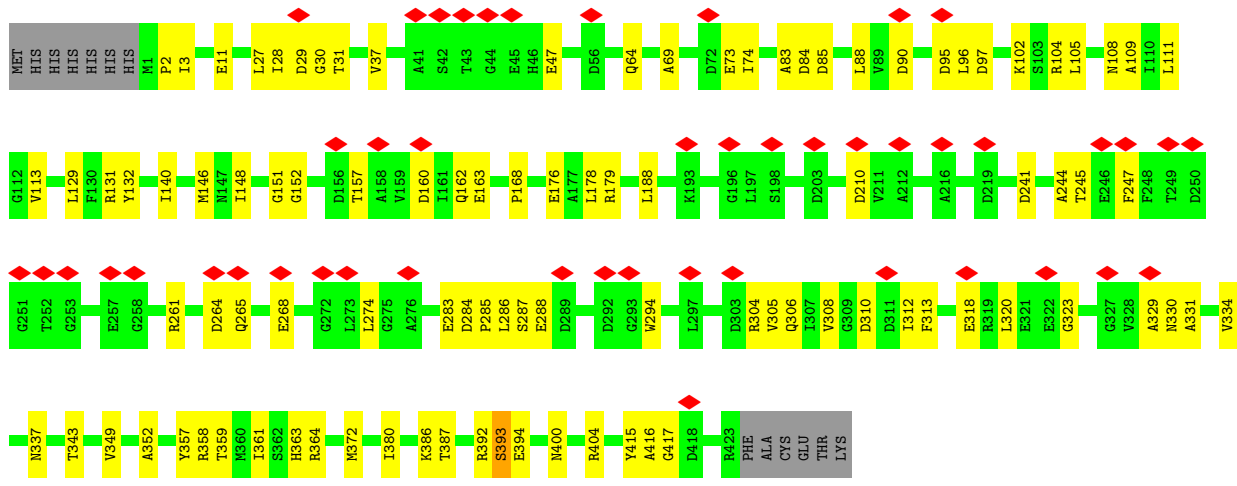 MET HIS HIS HIS HIS HIS HIS M1 P2 I3 E11 L27 I28 D29 G30 T31 V37 A41 S42 T43 G44 E45 H46 E47 D56 Q64 A69 D72 E73 I74 A83 D84 D85 L88 V89 D90 D95 L96 D97 K102 S103 R104 L105 N108 A109 I110 L111
G112 V113 L129 F130 R131 Y132 I140 M146 N147 I148 G151 G152 D156 T157 A158 V159 D160 I161 Q162 E163 P168 E176 A177 L178 R179 L188 K193 G196 L197 S198 D203 D210 V211 A212 A216 D219 D241 A244 T245 E246 F247 F248 T249 D250
G251 T252 G253 E257 G258 R261 D264 Q265 E268 G272 L273 L274 G275 A276 E283 D284 P285 L286 S287 E288 D289 D292 G293 W294 L297 D303 R304 V305 Q306 I307 V308 G309 D310 D311 I312 F313 E318 R319 L320 E321 E322 G323 G327 V328 A329 N330 A331 V334
N337 T343 V349 A352 Y357 R358 T359 M360 I361 S362 H363 R364 M372 I380 K386 T387 R392 S393 E394 N400 R404 Y415 A416 G417 D418 R423 PHE ALA CYS GLU THR LYS